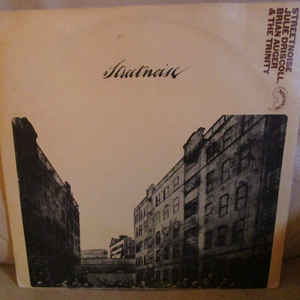 Streetnoise
STREETNOISE
JULIE DRISCOLL,
BRIAN AUGER
& THE TRINITY